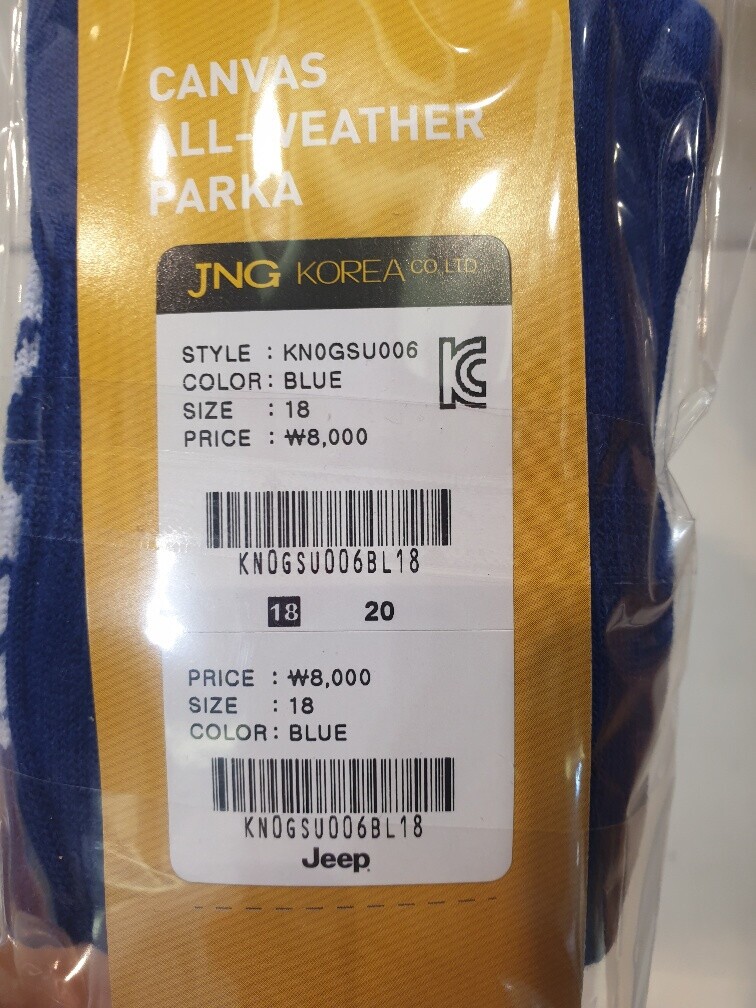 CANVAS
ALL-WEATHER
PARKA
JNG KOREA CO.,LTD.
STYLE : KN0GSU006
COLOR : BLUE
SIZE : 18
PRICE : ₩8,000
KN0GSU006BL18
18 20
PRICE : ₩8,000
SIZE : 18
COLOR : BLUE
KN0GSU006BL18
Jeep